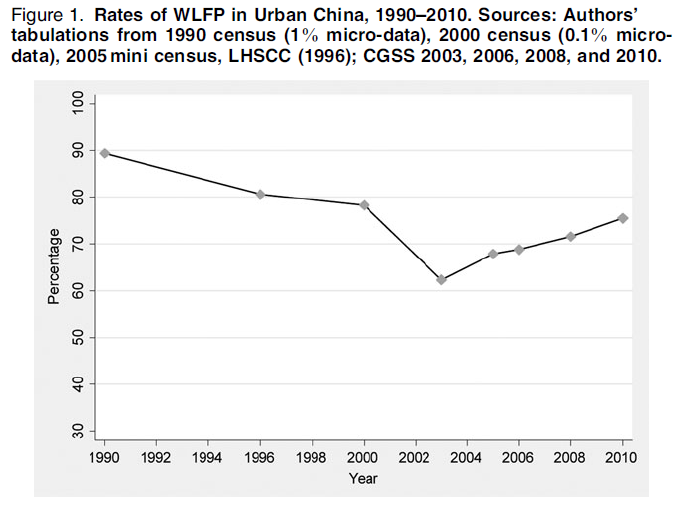 Figure 1. Rates of WLFP in Urban China, 1990–2010. Sources: Authors’
tabulations from 1990 census (1% micro-data), 2000 census (0.1% micro-
data), 2005 mini census, LHSCC (1996); CGSS 2003, 2006, 2008, and 2010.
100
90
80
70
60
50
40
30
Percentage
1990 1992 1994 1996 1998 2000 2002 2004 2006 2008 2010
Year